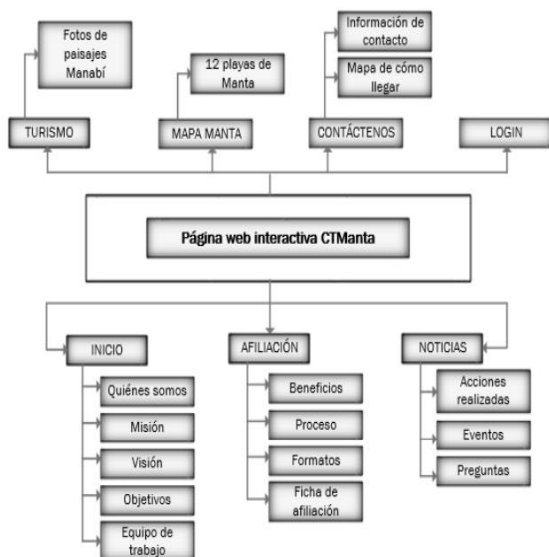 Fotos de
paisajes
Manabí
12 playas de
Manta
Información de
contacto
Mapa de cómo
llegar
TURISMO
MAPA MANTA
CONTÁCTENOS
LOGIN
Página web interactiva CTManta
INICIO
Quiénes somos
Misión
Visión
Objetivos
Equipo de
trabajo
AFILIACIÓN
Beneficios
Proceso
Formatos
Ficha de
afiliación
NOTICIAS
Acciones
realizadas
Eventos
Preguntas